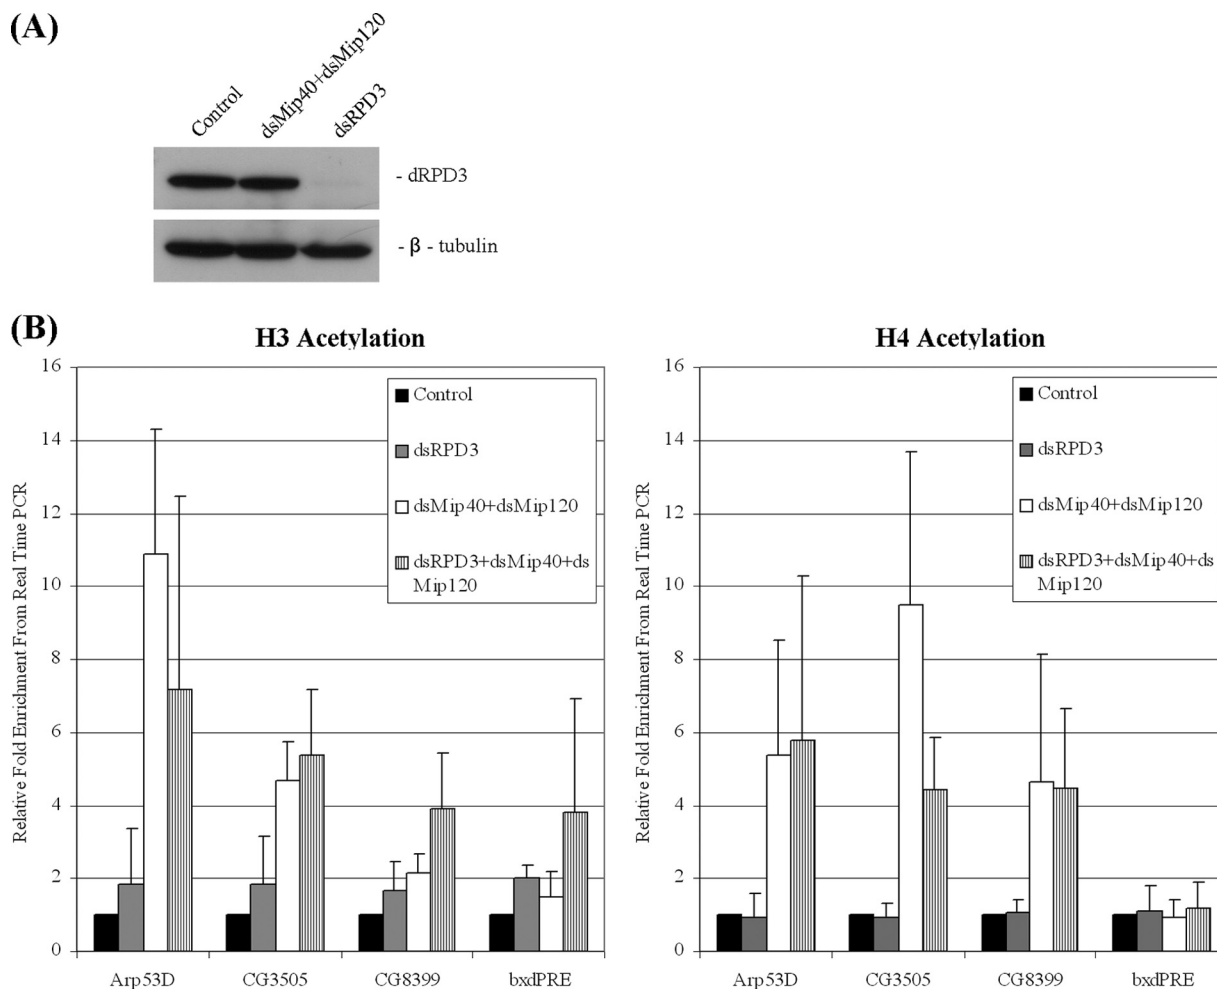 (A)
Control
dsMip40+dsMip120
dsRPD3
- dRPD3
- β - tubulin
(B)
H3 Acetylation
Relative Fold Enrichment From Real Time PCR
16
14
12
10
8
6
4
2
0
Control
dsRPD3
dsMip40+dsMip120
dsRPD3+dsMip40+ds
Mip120
Arp53D
CG3505
CG8399
bxdPRE
H4 Acetylation
Relative Fold Enrichment From Real Time PCR
16
14
12
10
8
6
4
2
0
Control
dsRPD3
dsMip40+dsMip120
dsRPD3+dsMip40+ds
Mip120
Arp53D
CG3505
CG8399
bxdPRE